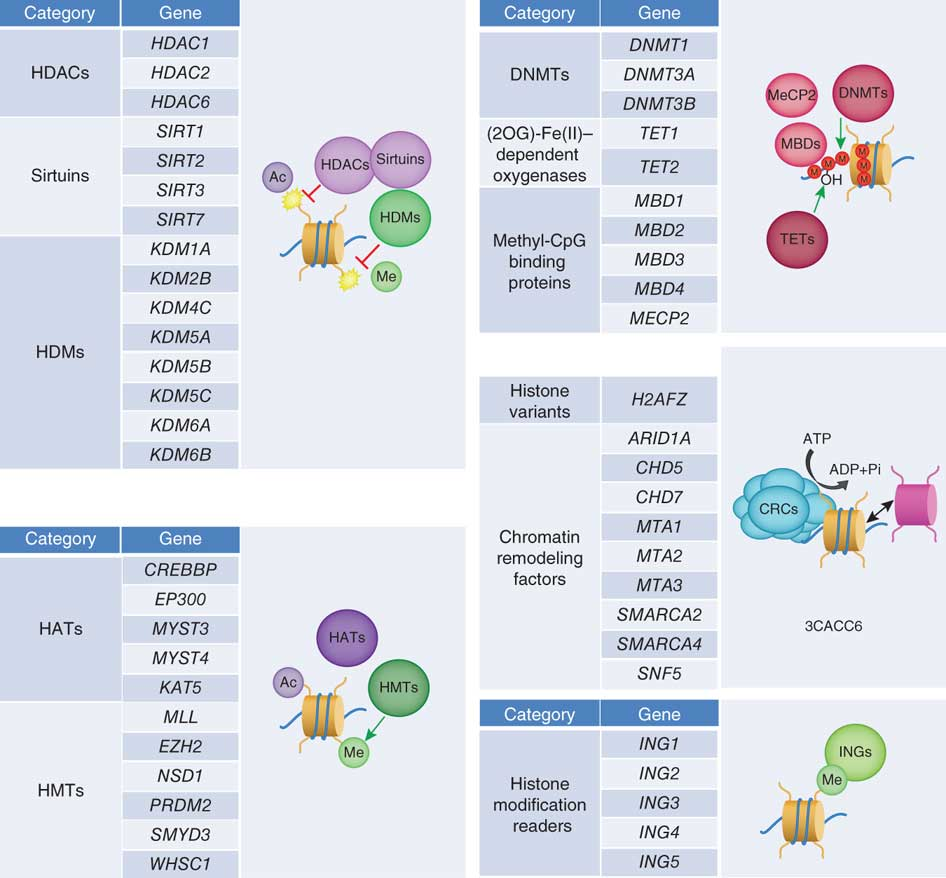 Category Gene
HDACs
HDAC1
HDAC2
HDAC6
Sirtuins
SIRT1
SIRT2
SIRT3
SIRT7
HDMs
KDM1A
KDM2B
KDM4C
KDM5A
KDM5B
KDM5C
KDM6A
KDM6B
Ac
HDACs
Sirtuins
HDMs
Me
Category Gene
HATs
CREBBP
EP300
MYST3
MYST4
KAT5
HMTs
MLL
EZH2
NSD1
PRDM2
SMYD3
WHSC1
HATs
Ac
HMTs
Me
Category Gene
DNMTs
DNMT1
DNMT3A
DNMT3B
(2OG)-Fe(II)–
dependent
oxygenases
TET1
TET2
Methyl-CpG
binding
proteins
MBD1
MBD2
MBD3
MBD4
MECP2
MeCP2
DNMTs
MBDs
M
M
M
M
M
M
OH
TETs
Histone
variants
H2AFZ
Chromatin
remodeling
factors
ARID1A
CHD5
CHD7
MTA1
MTA2
MTA3
SMARCA2
SMARCA4
SNF5
ATP
ADP+Pi
CRCs
3CACC6
Category Gene
Histone
modification
readers
ING1
ING2
ING3
ING4
ING5
INGs
Me